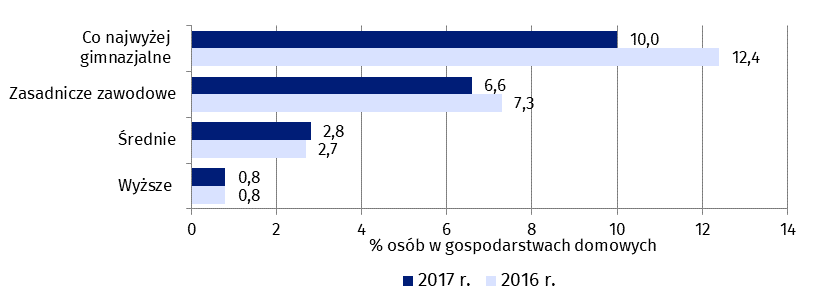 Co najwyżej
gimnazjalne
10,0
12,4
Zasadnicze zawodowe
6,6
7,3
Średnie
2,8
2,7
Wyższe
0,8
0,8
0 2 4 6 8 10 12 14
% osób w gospodarstwach domowych
2017 r. 2016 r.